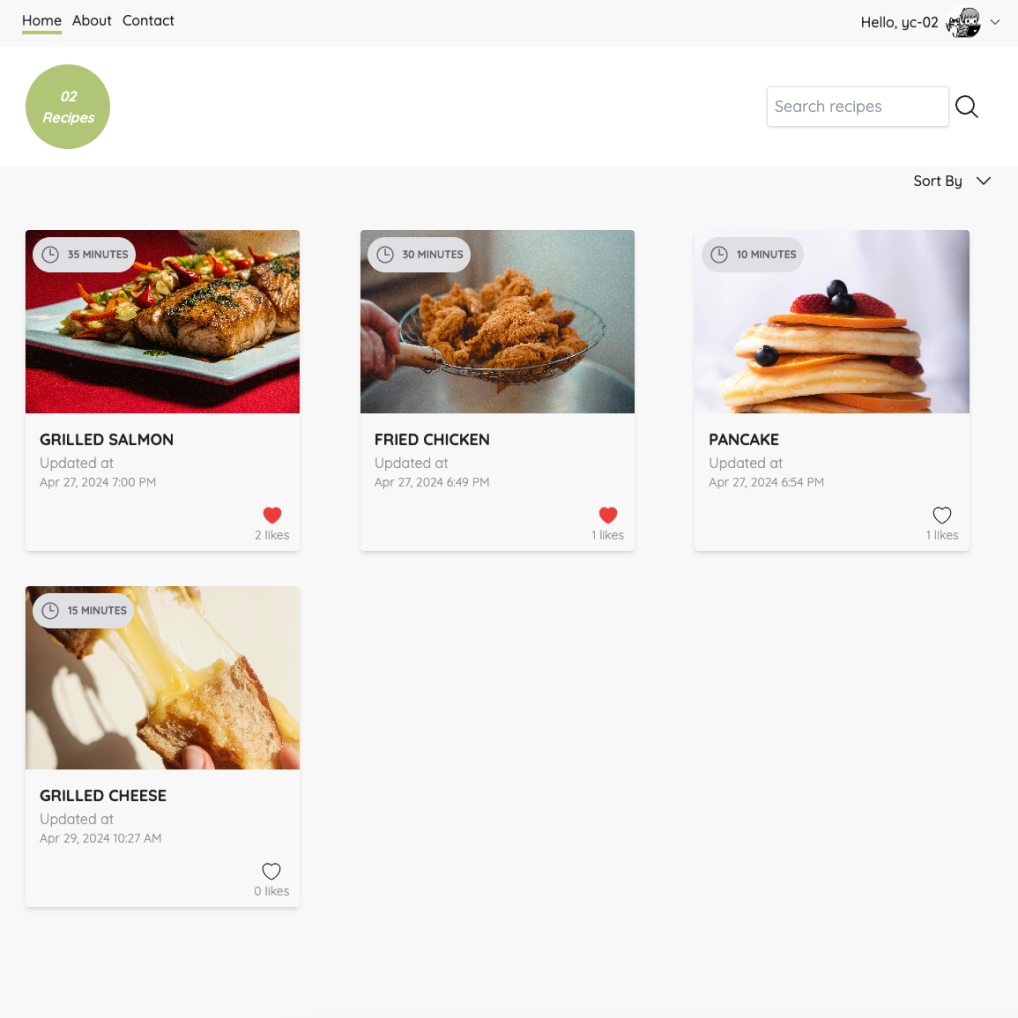 Home About Contact
Hello, yc-02
02
Recipes
Search recipes
Sort By
35 MINUTES
GRILLED SALMON
Updated at
Apr 27, 2024 7:00 PM
2 likes
30 MINUTES
FRIED CHICKEN
Updated at
Apr 27, 2024 6:49 PM
1 likes
10 MINUTES
PANCAKE
Updated at
Apr 27, 2024 6:54 PM
1 likes
15 MINUTES
GRILLED CHEESE
Updated at
Apr 29, 2024 10:27 AM
0 likes